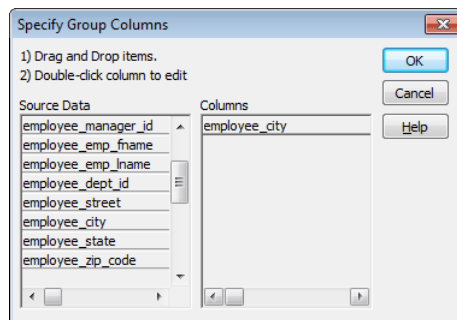 Specify Group Columns
1) Drag and Drop items.
2) Double-click column to edit
OK
Cancel
Help
Source Data
employee_manager_id
employee_emp_fname
employee_emp_lname
employee_dept_id
employee_street
employee_city
employee_state
employee_zip_code
Columns
employee_city